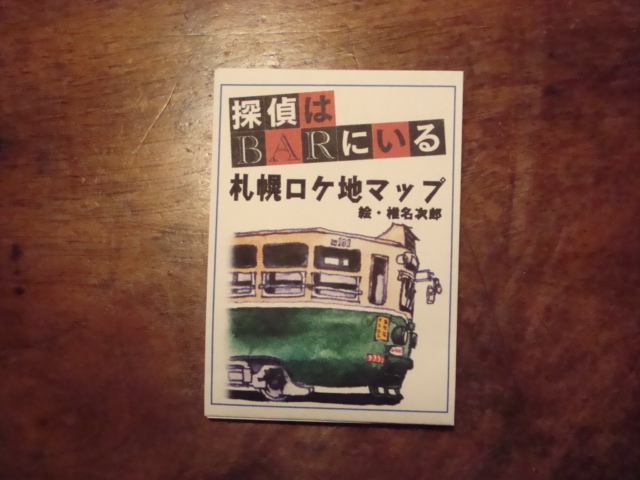 探偵は
BARにいる
札幌ロケ地マップ
絵・椎名次郎